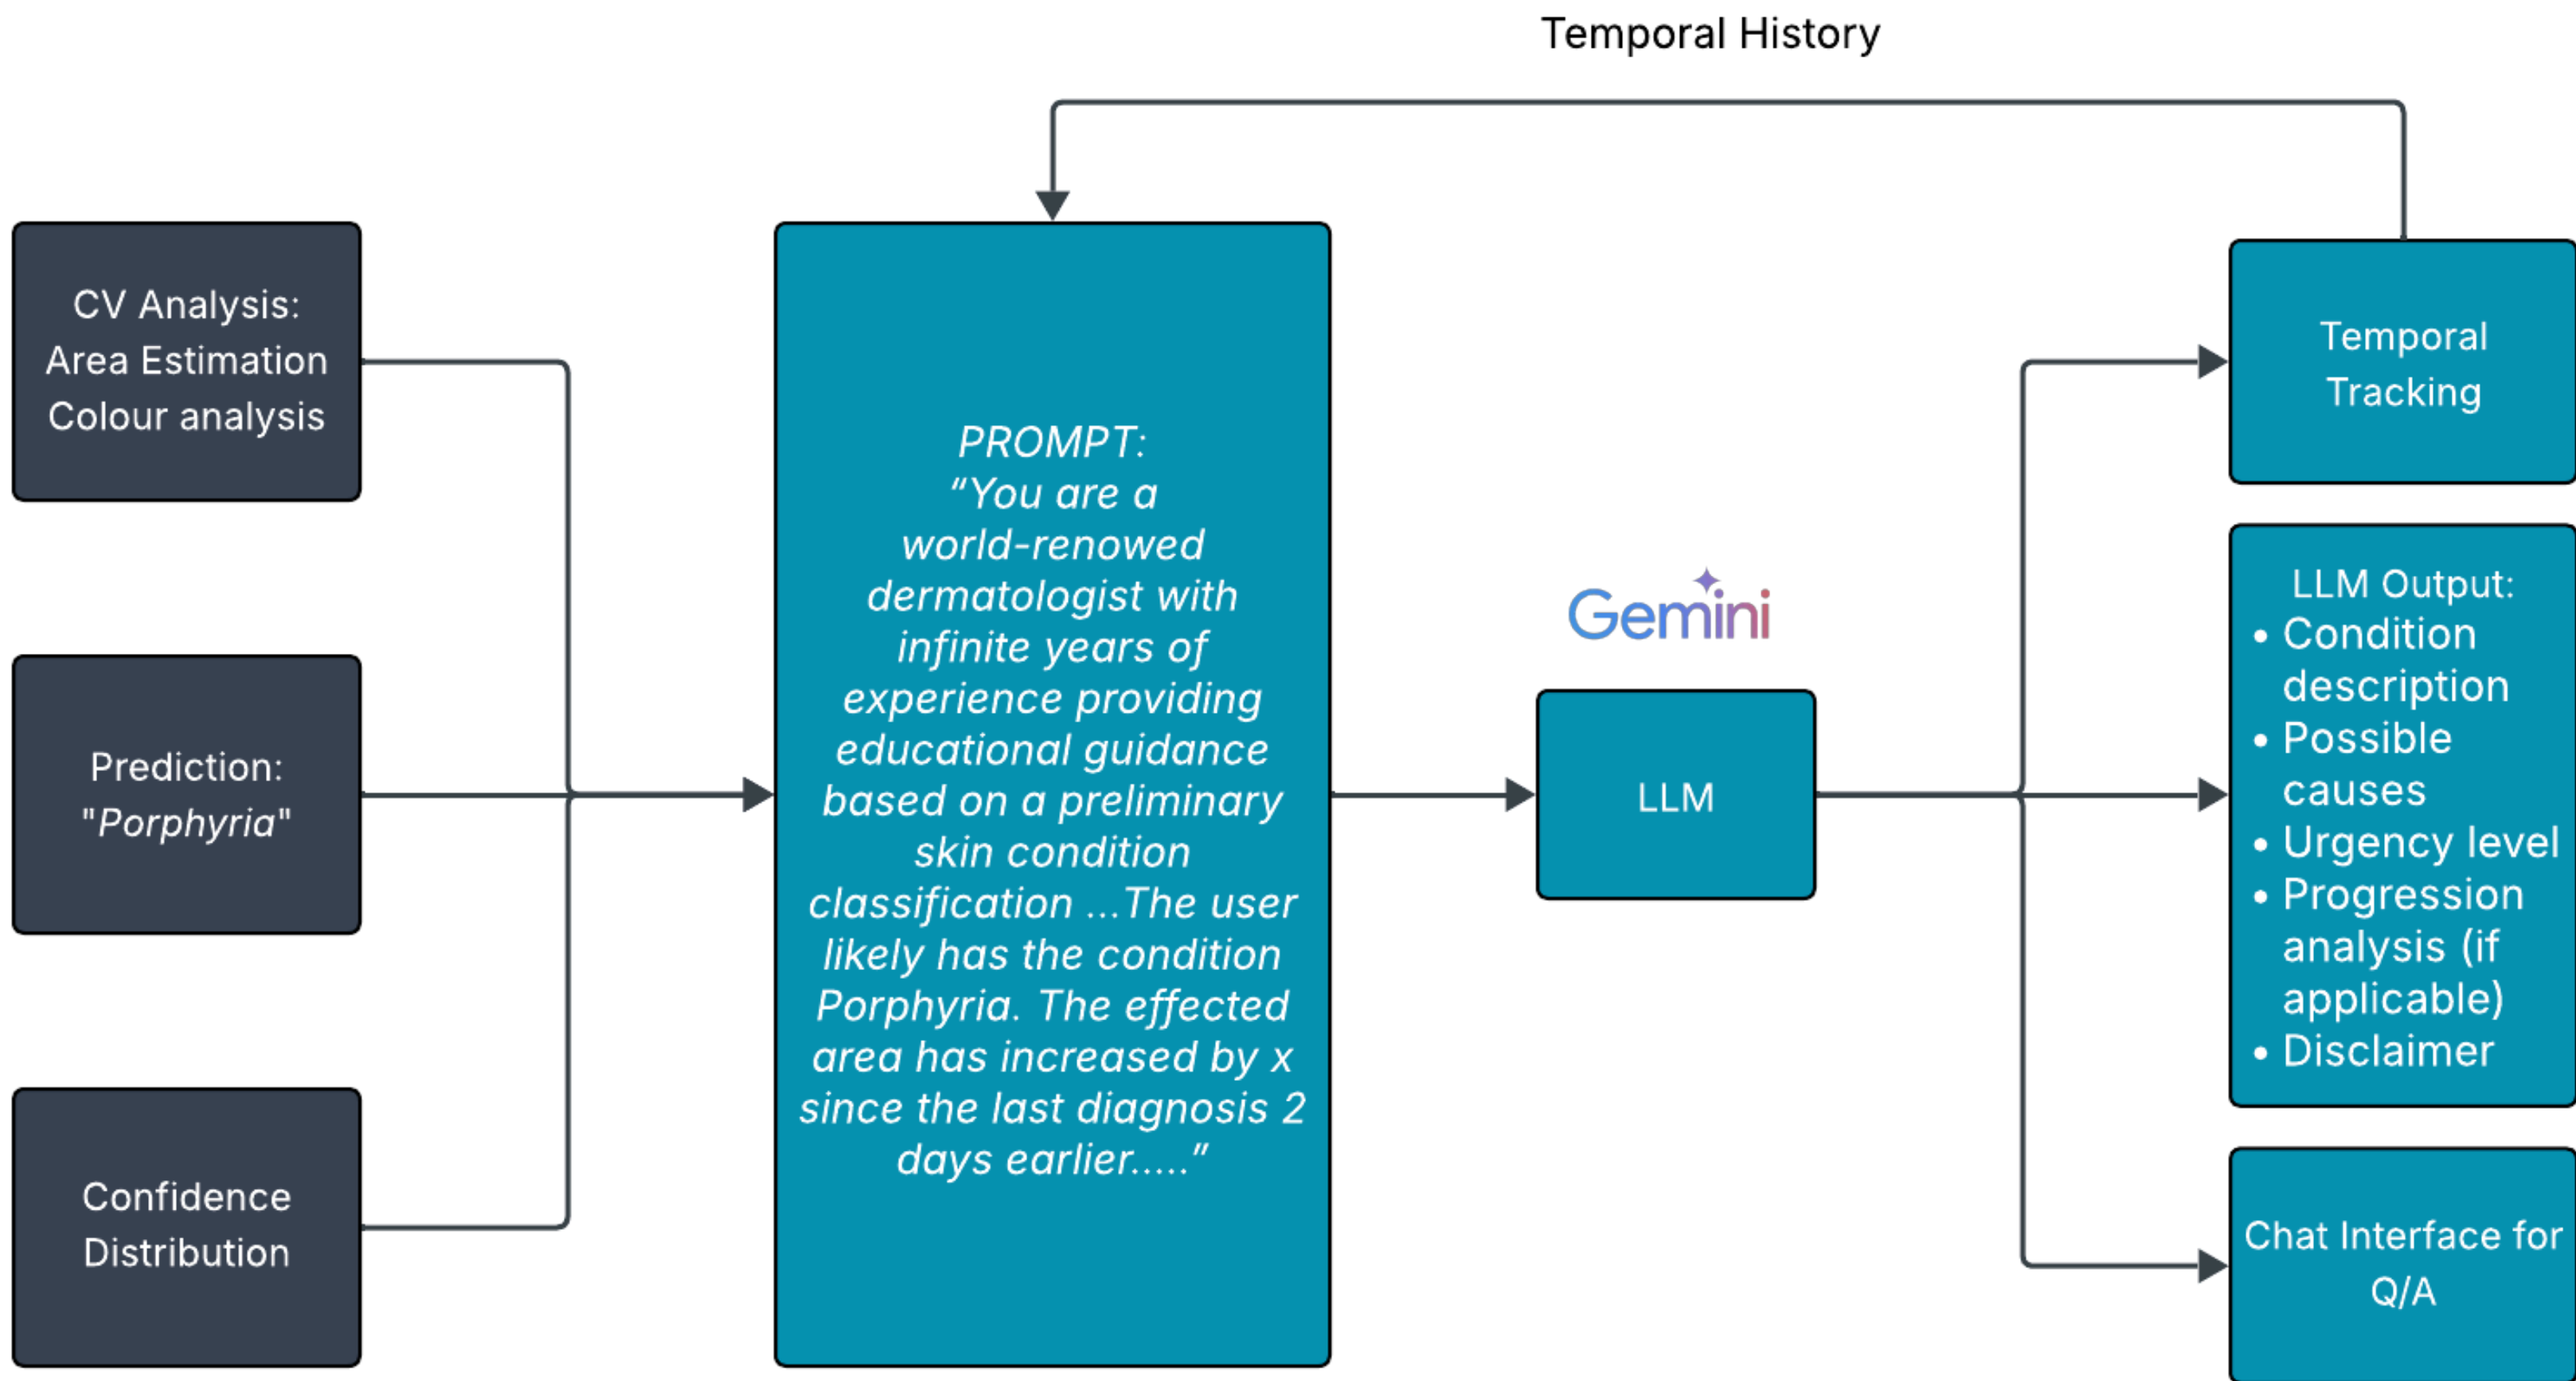 Temporal History
CV Analysis:
Area Estimation
Colour analysis
Prediction:
"Porphyria"
Confidence
Distribution
PROMPT:
“You are a
world-renowed
dermatologist with
infinite years of
experience providing
educational guidance
based on a preliminary
skin condition
classification ...The user
likely has the condition
Porphyria. The effected
area has increased by x
since the last diagnosis 2
days earlier.....”
Gemini
LLM
Temporal
Tracking
LLM Output:
• Condition
description
• Possible
causes
• Urgency level
• Progression
analysis (if
applicable)
• Disclaimer
Chat Interface for
Q/A